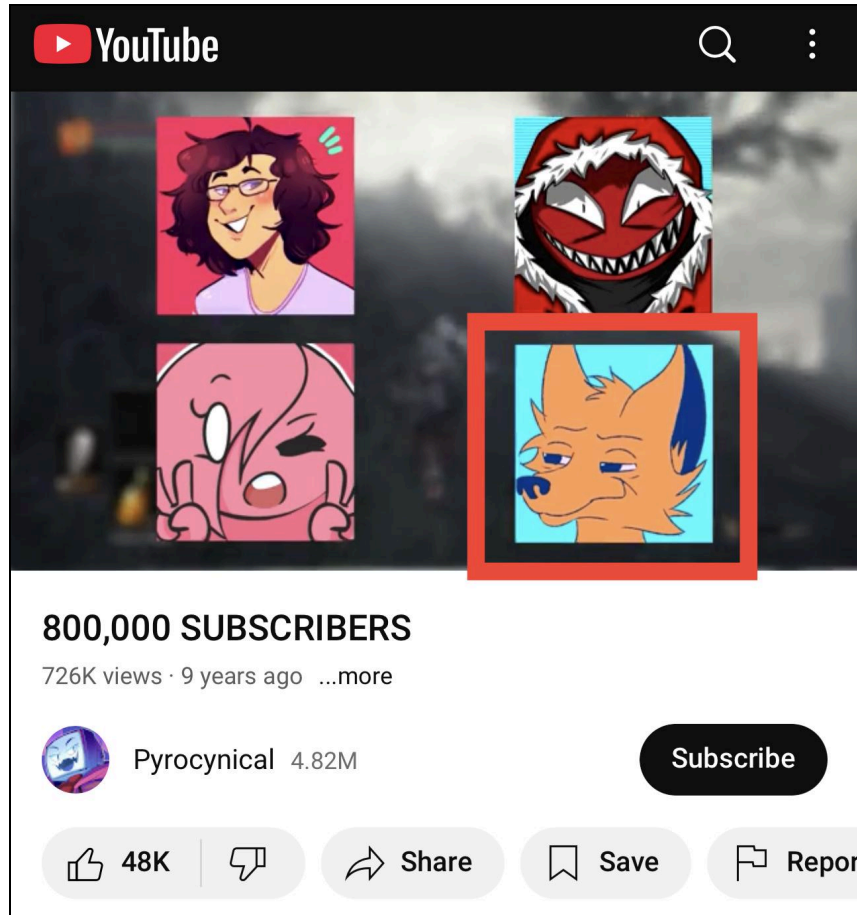 YouTube
800,000 SUBSCRIBERS
726K views · 9 years ago ...more
Pyrocynical 4.82M
Subscribe
48K Share Save Repor